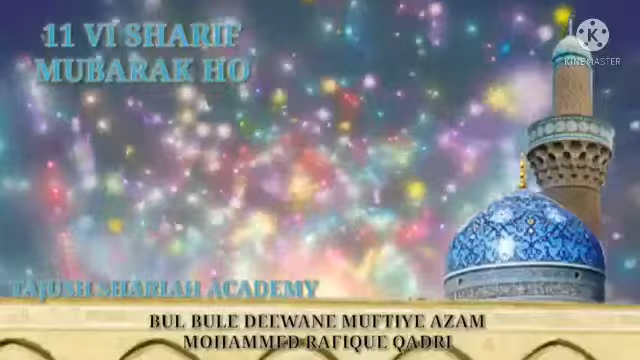 11 VI SHARIF
MUBARAK HO
KINEMASTER
TAJUSH SHARIAH ACADEMY
BUL BULE DEEWANE MUFTIYE AZAM
MOHAMMED RAFIQUE QADRI